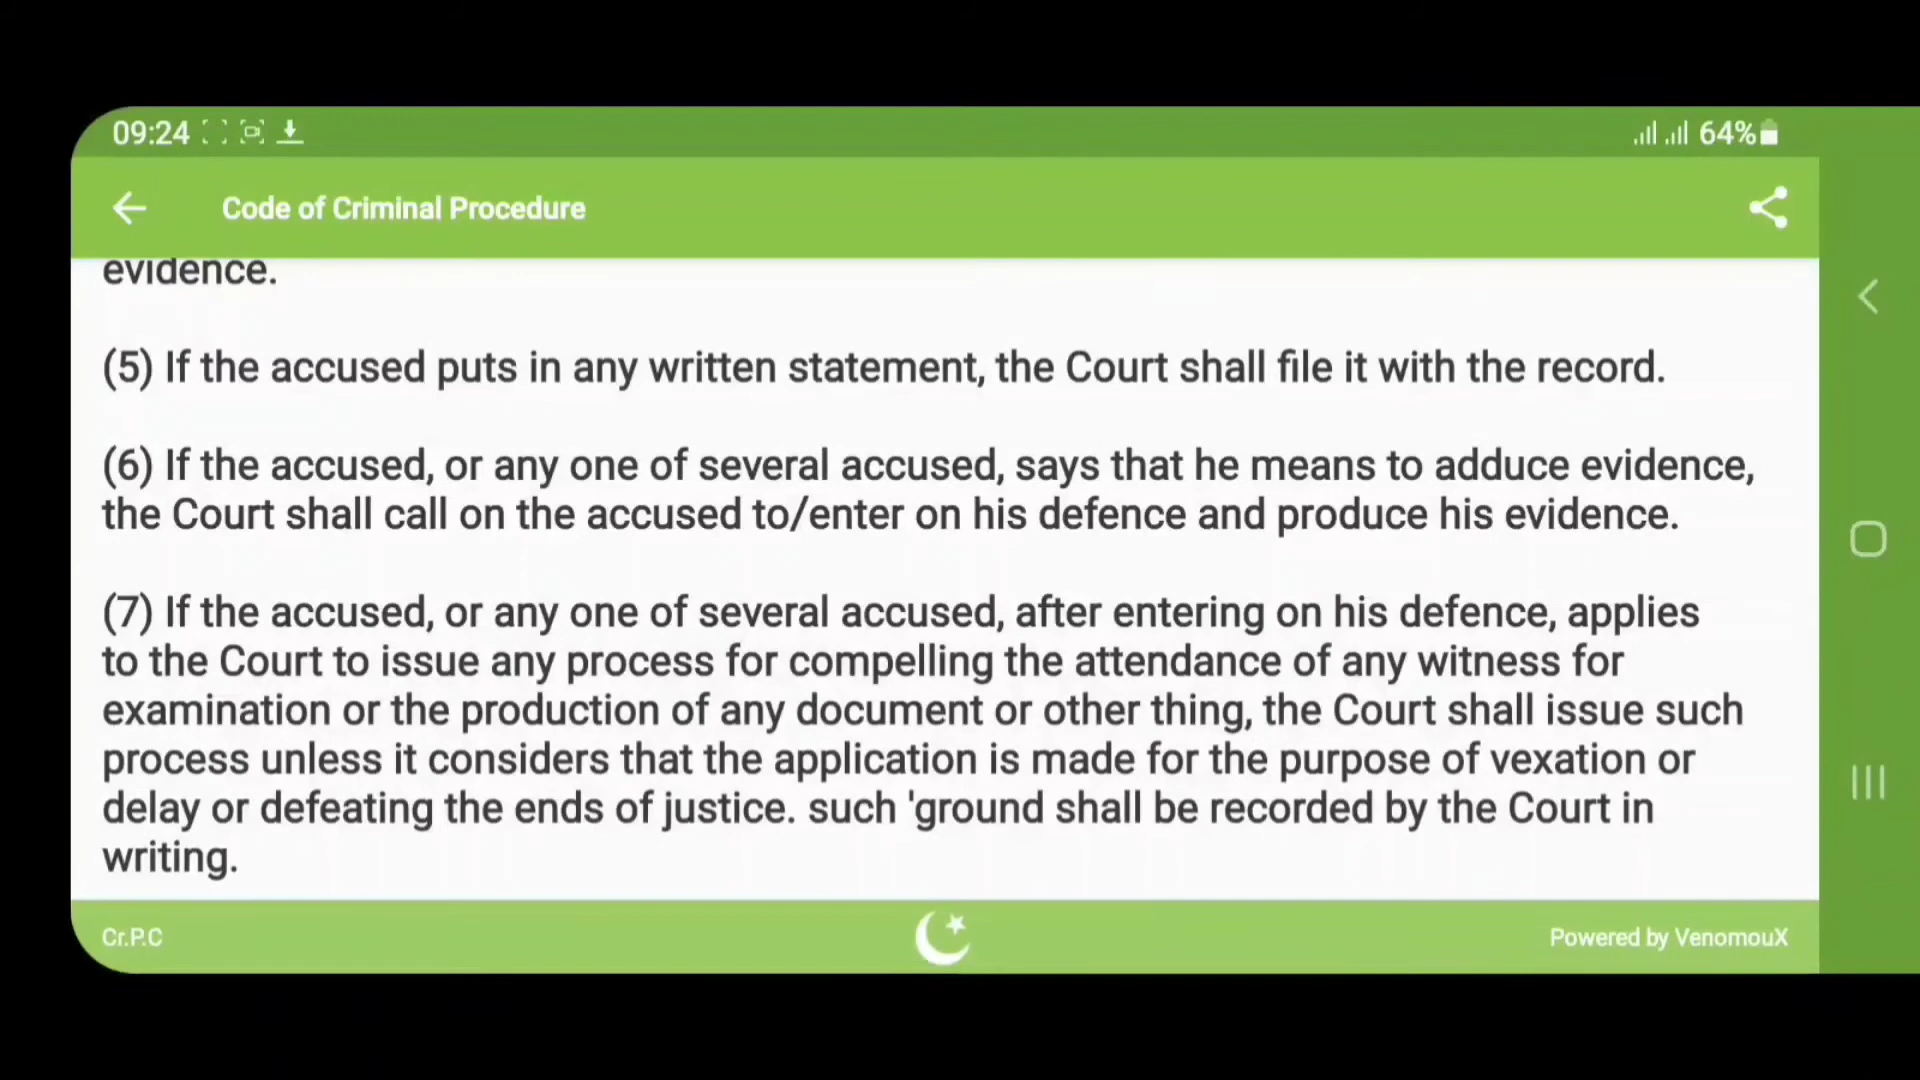 09:24
64%
Code of Criminal Procedure
evidence.
(5) If the accused puts in any written statement, the Court shall file it with the record.
(6) If the accused, or any one of several accused, says that he means to adduce evidence,
the Court shall call on the accused to/enter on his defence and produce his evidence.
(7) If the accused, or any one of several accused, after entering on his defence, applies
to the Court to issue any process for compelling the attendance of any witness for
examination or the production of any document or other thing, the Court shall issue such
process unless it considers that the application is made for the purpose of vexation or
delay or defeating the ends of justice. such 'ground shall be recorded by the Court in
writing.
Cr.P.C
Powered by VenomouX